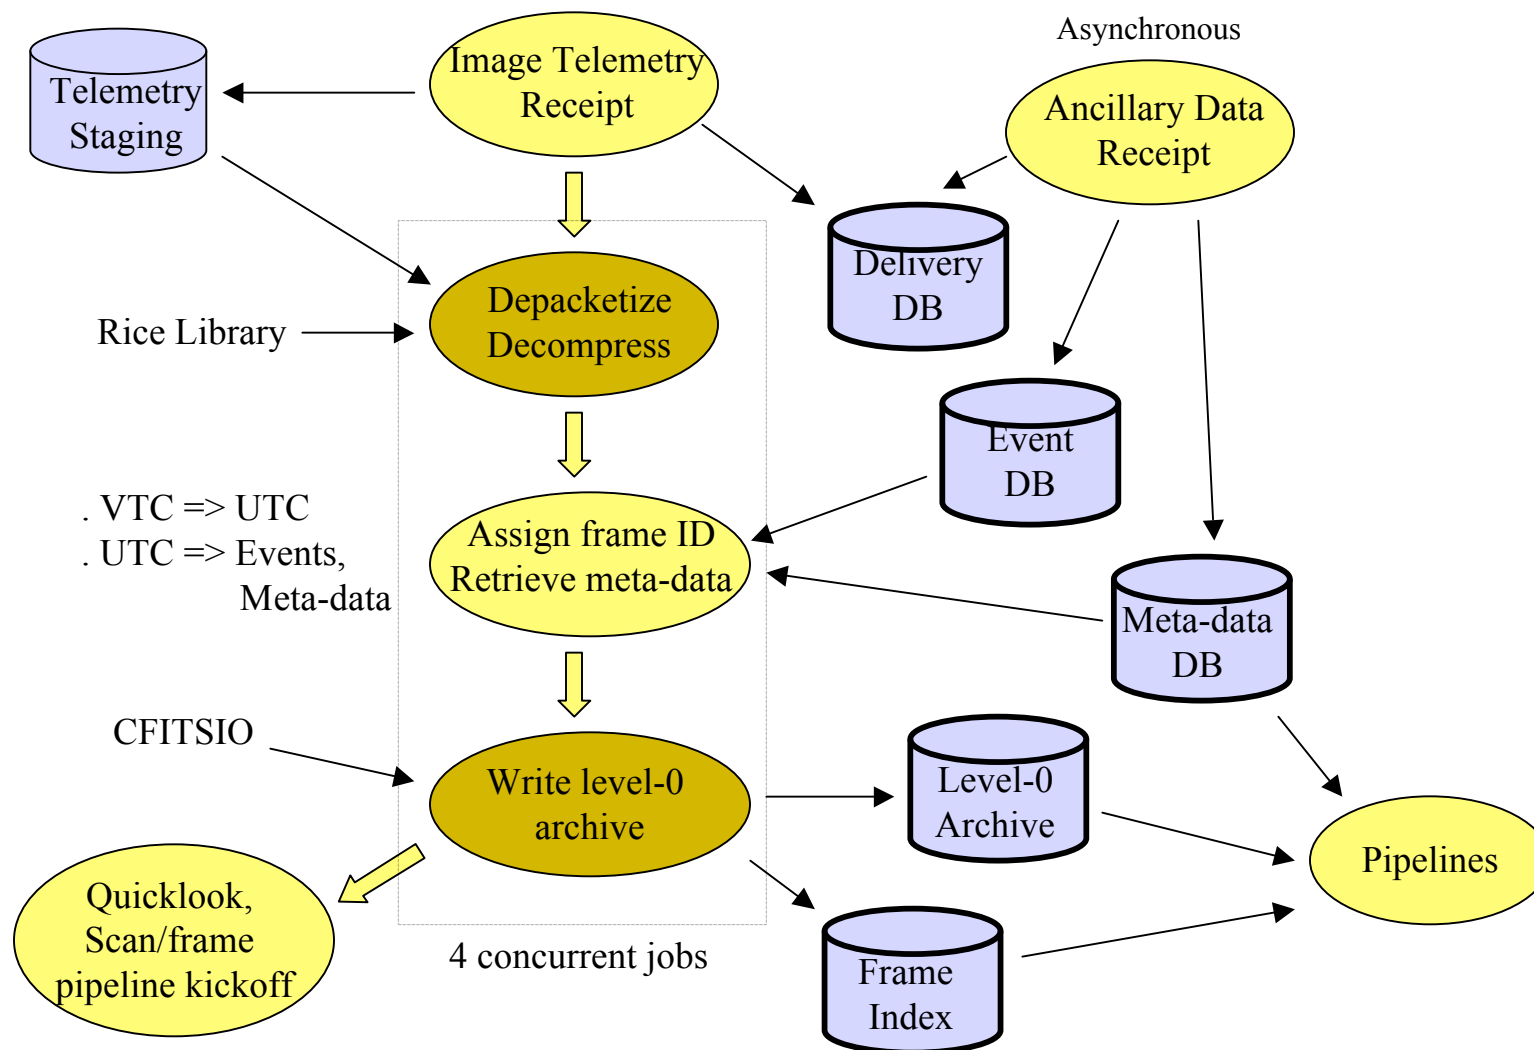 Asynchronous
Image Telemetry
Receipt
Telemetry
Staging
Ancillary Data
Receipt
Delivery
DB
Depacketize
Decompress
Rice Library
Event
DB
. VTC => UTC
. UTC => Events,
Meta-data
Assign frame ID
Retrieve meta-data
Meta-data
DB
CFITSIO
Write level-0
archive
Level-0
Archive
Pipelines
Quicklook,
Scan/frame
pipeline kickoff
4 concurrent jobs
Frame
Index